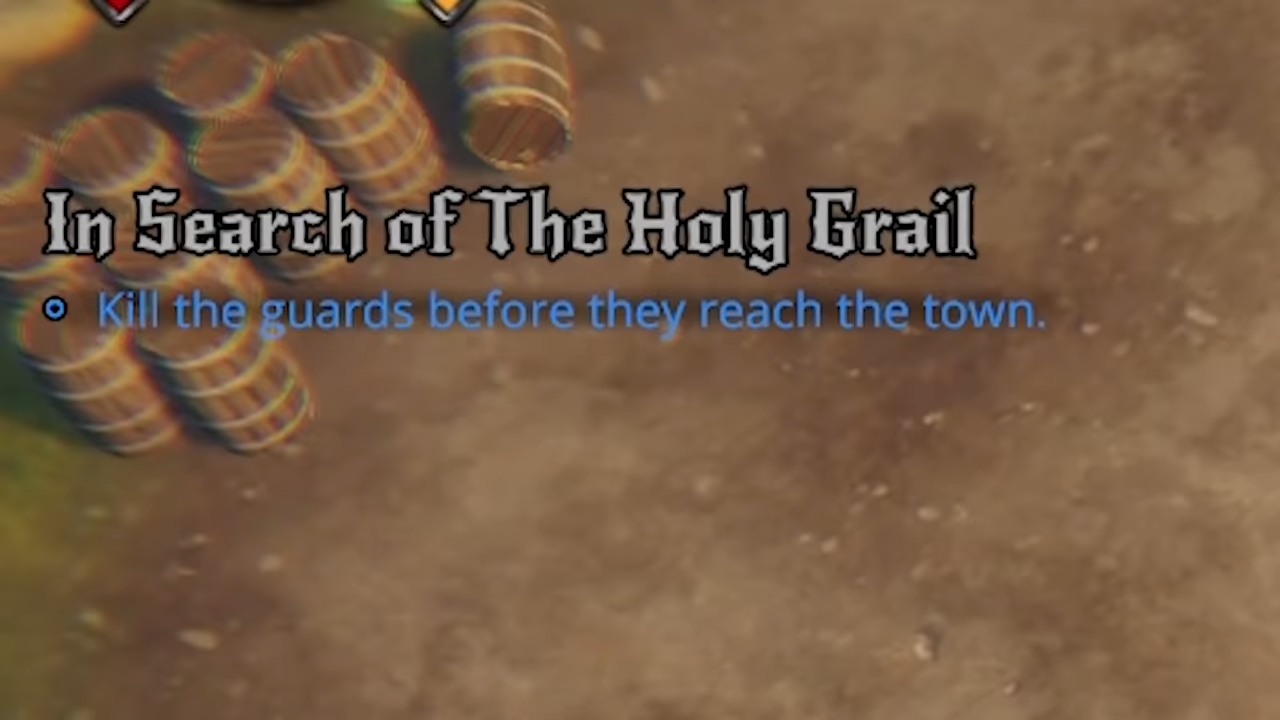 In Search of The Holy Grail
Kill the guards before they reach the town.